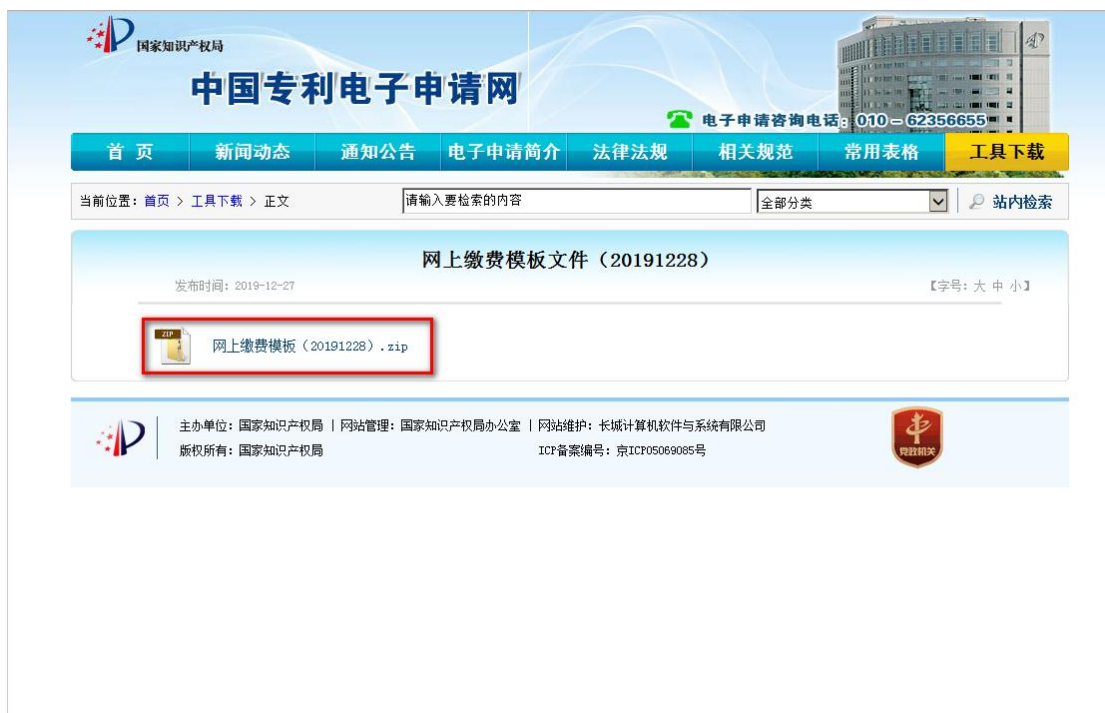 国家知识产权局
中国专利电子申请网
电子申请咨询电话：010－62356655
首 页 新闻动态 通知公告 电子申请简介 法律法规 相关规范 常用表格 工具下载
当前位置：首页 > 工具下载 > 正文 请输入要检索的内容 全部分类 站内检索
网上缴费模板文件（20191228）
发布时间：2019-12-27 【字号：大 中 小】
ZIP 网上缴费模板（20191228）.zip
主办单位：国家知识产权局 | 网站管理：国家知识产权局办公室 | 网站维护：长城计算机软件与系统有限公司
版权所有：国家知识产权局 ICP备案编号：京ICP05069085号
党政机关